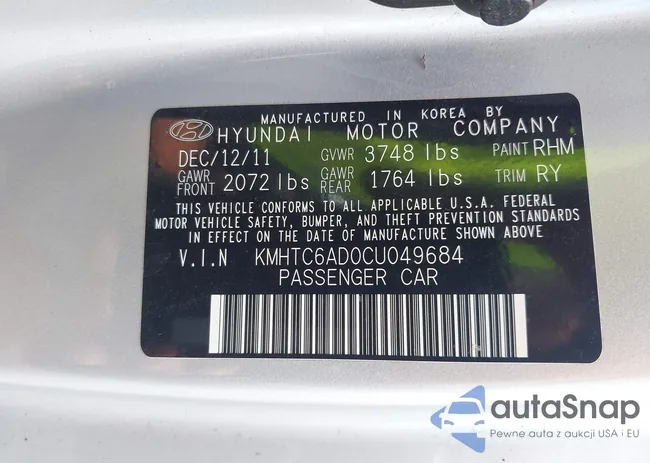 MANUFACTURED IN KOREA BY
HYUNDAI MOTOR COMPANY
DEC/12/11 GVWR 3748 lbs PAINT RHM
GAWR FRONT 2072 lbs GAWR REAR 1764 lbs TRIM RY
THIS VEHICLE CONFORMS TO ALL APPLICABLE U.S.A. FEDERAL
MOTOR VEHICLE SAFETY, BUMPER, AND THEFT PREVENTION STANDARDS
IN EFFECT ON THE DATE OF MANUFACTURE SHOWN ABOVE
V.I.N KMHTC6AD0CU049684
PASSENGER CAR
autoSnap
Pewne auta z aukcji USA i EU